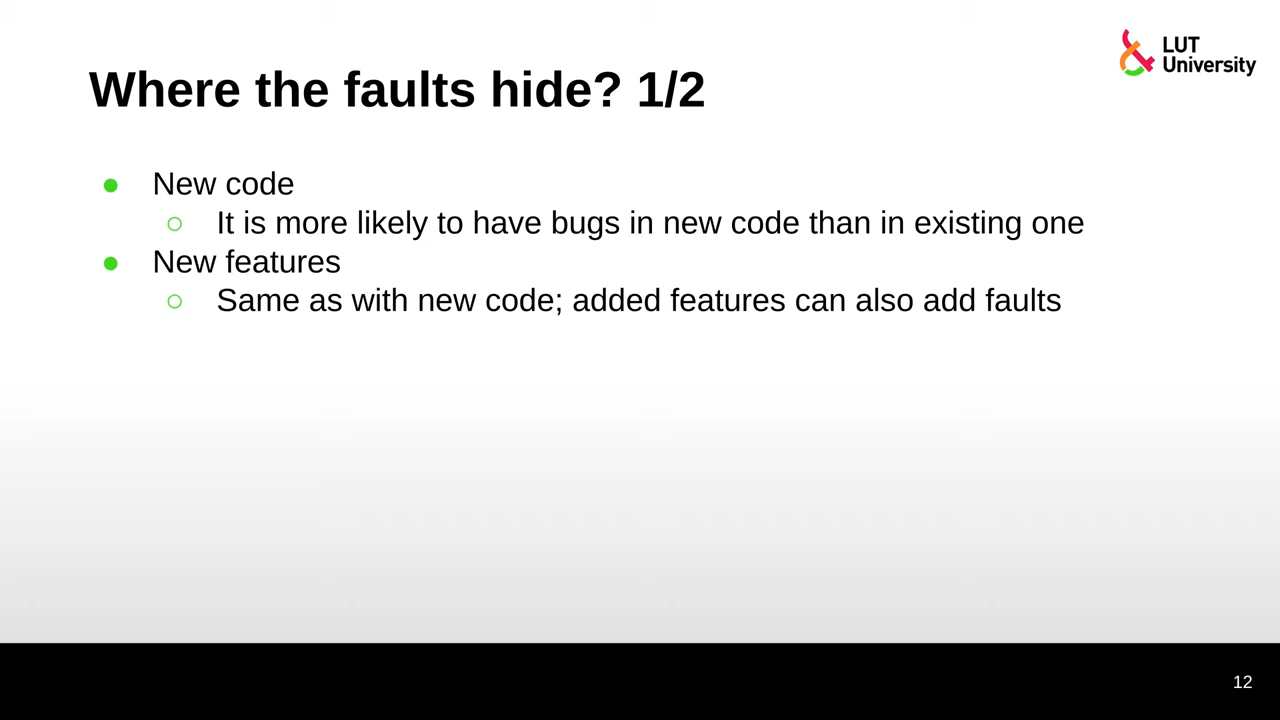 LUT
University
Where the faults hide? 1/2
● New code
○ It is more likely to have bugs in new code than in existing one
● New features
○ Same as with new code; added features can also add faults
12